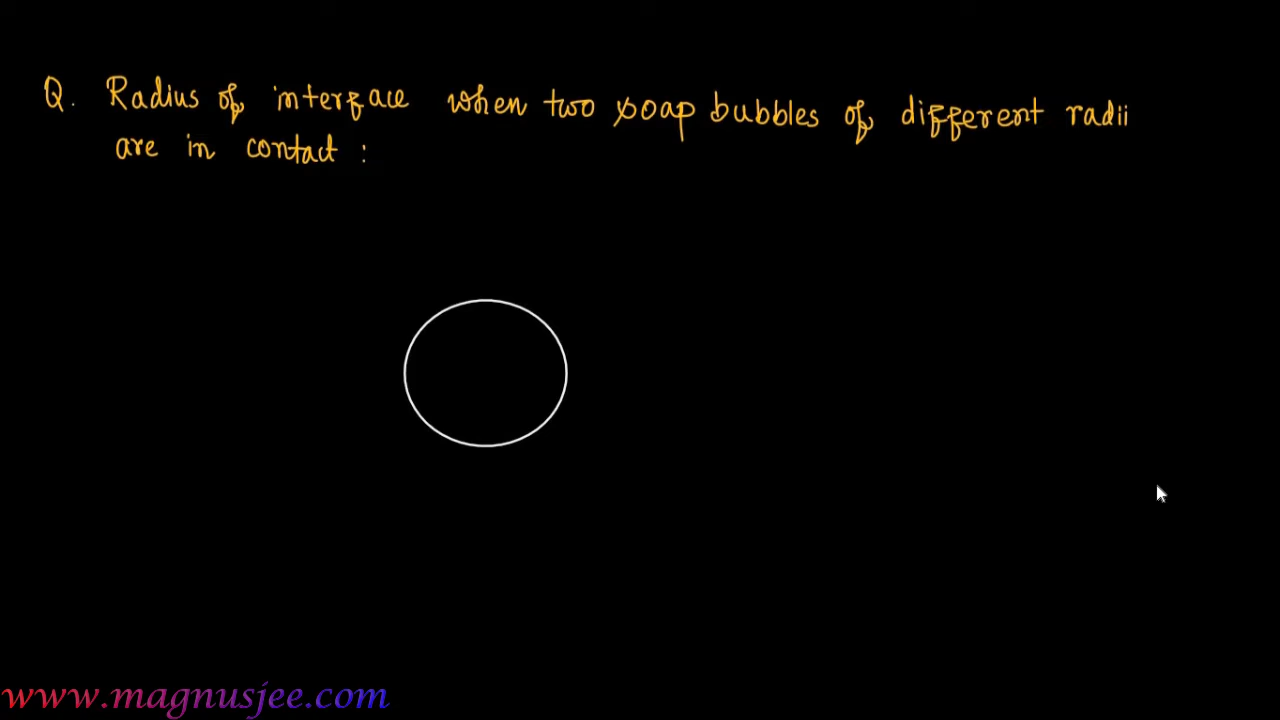 Q. Radius of interface when two soap bubbles of different radii
are in contact :
www.magnusjee.com